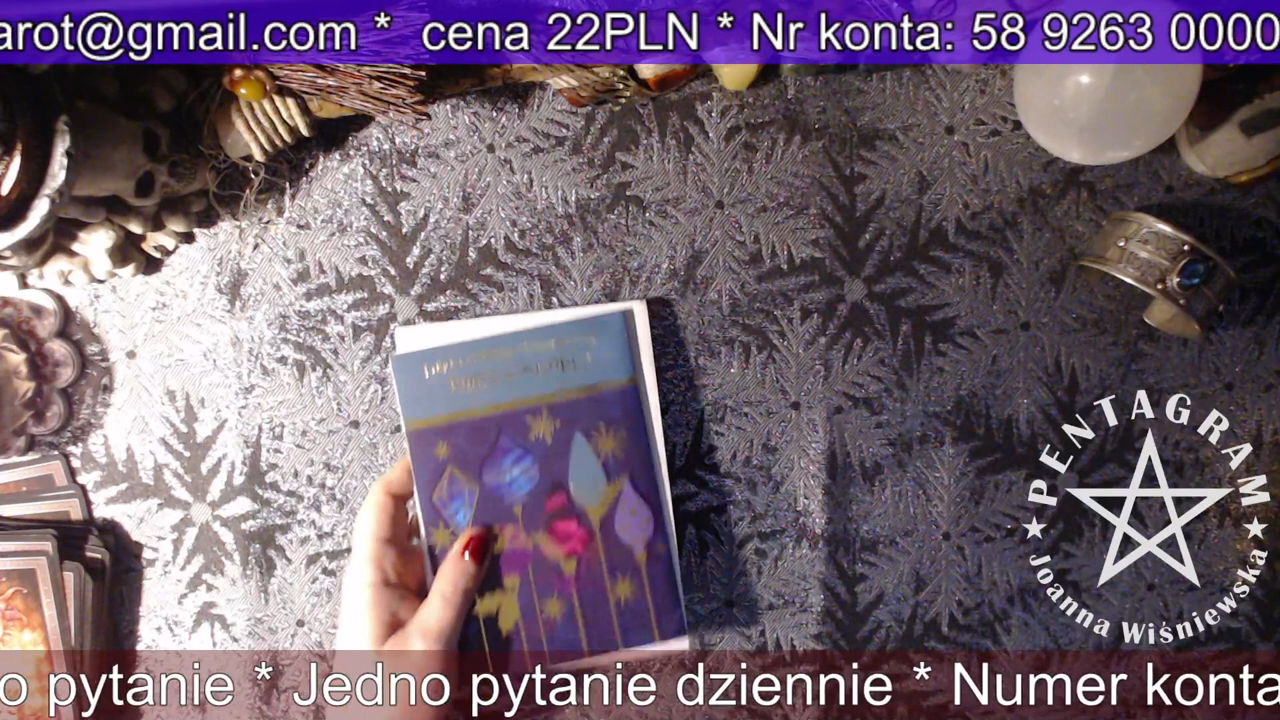 arot@gmail.com * cena 22PLN * Nr konta: 58 9263 0000
PENTAGRAM
Joanna Wiśniewska
o pytanie * Jedno pytanie dziennie * Numer konta